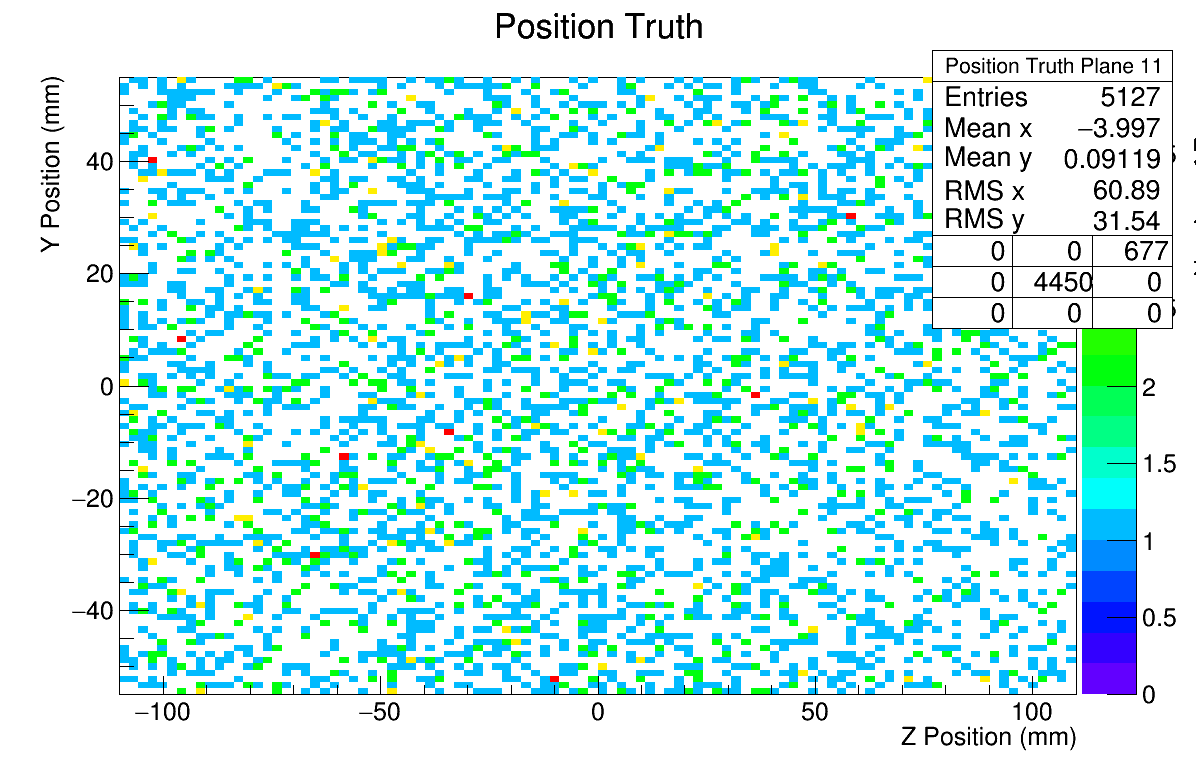 Position Truth
Position Truth Plane 11
Entries 5127
Mean x −3.997
Mean y 0.09119
RMS x 60.89
RMS y 31.54
0 0 677
0 4450 0
0 0 0
Y Position (mm)
40
20
0
−20
−40
−100 −50 0 50 100
Z Position (mm)
2
1.5
1
0.5
0